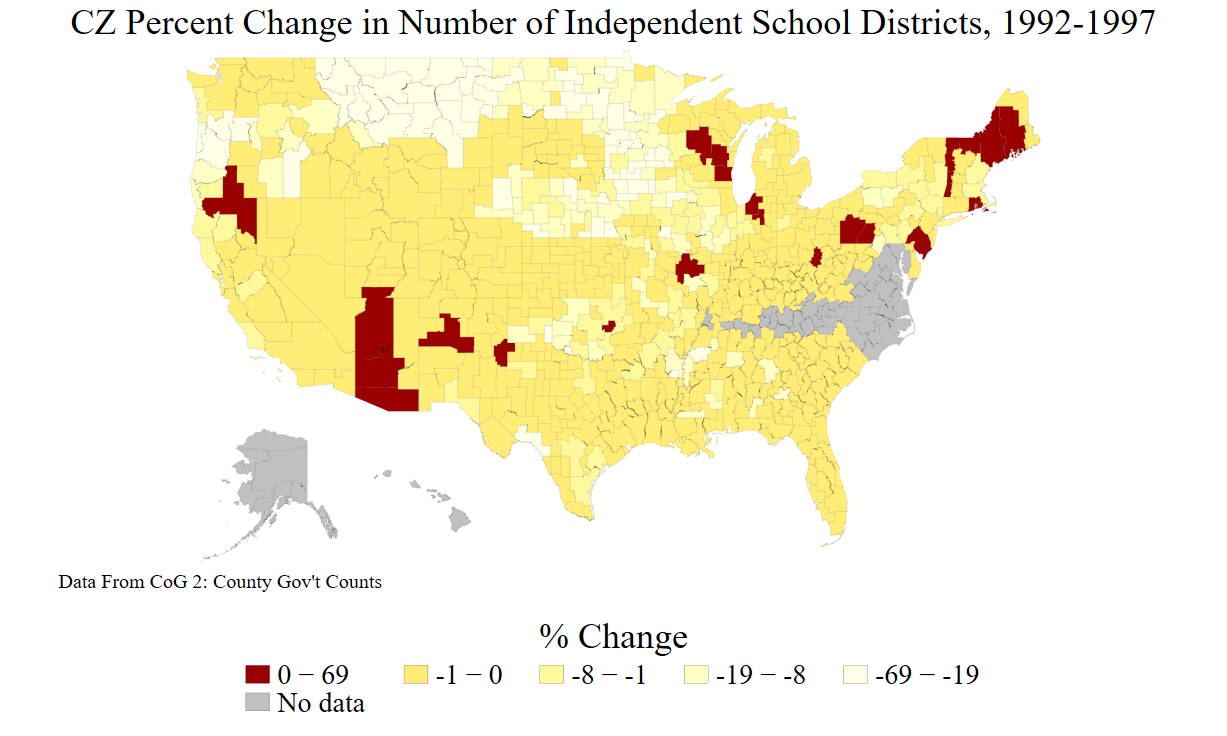 CZ Percent Change in Number of Independent School Districts, 1992-1997
Data From CoG 2: County Gov't Counts
% Change
0 − 69 -1 − 0 -8 − -1 -19 − -8 -69 − -19
No data